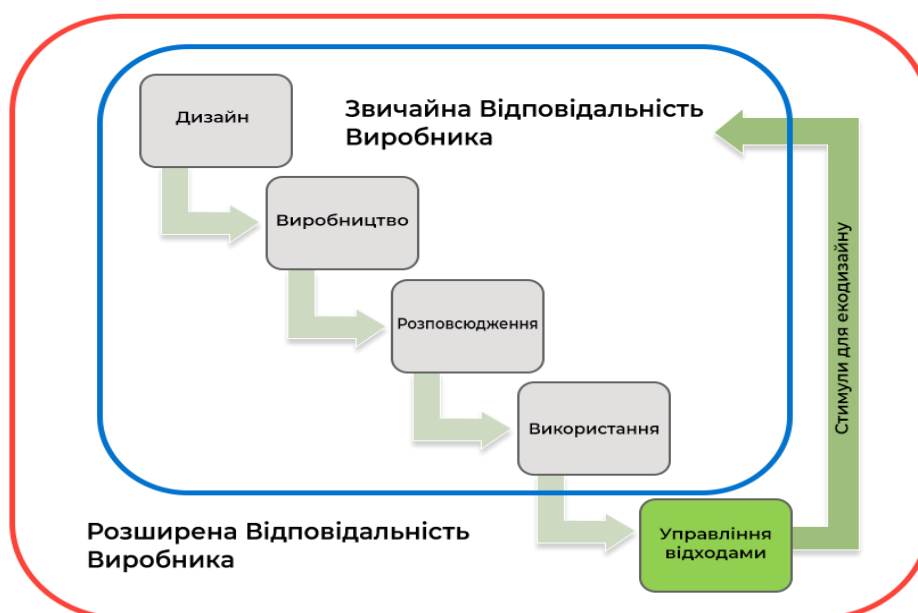 Дизайн
Звичайна Відповідальність
Виробника
Виробництво
Розповсюдження
Використання
Стимули для екодизайну
Розширена Відповідальність
Виробника
Управління
відходами